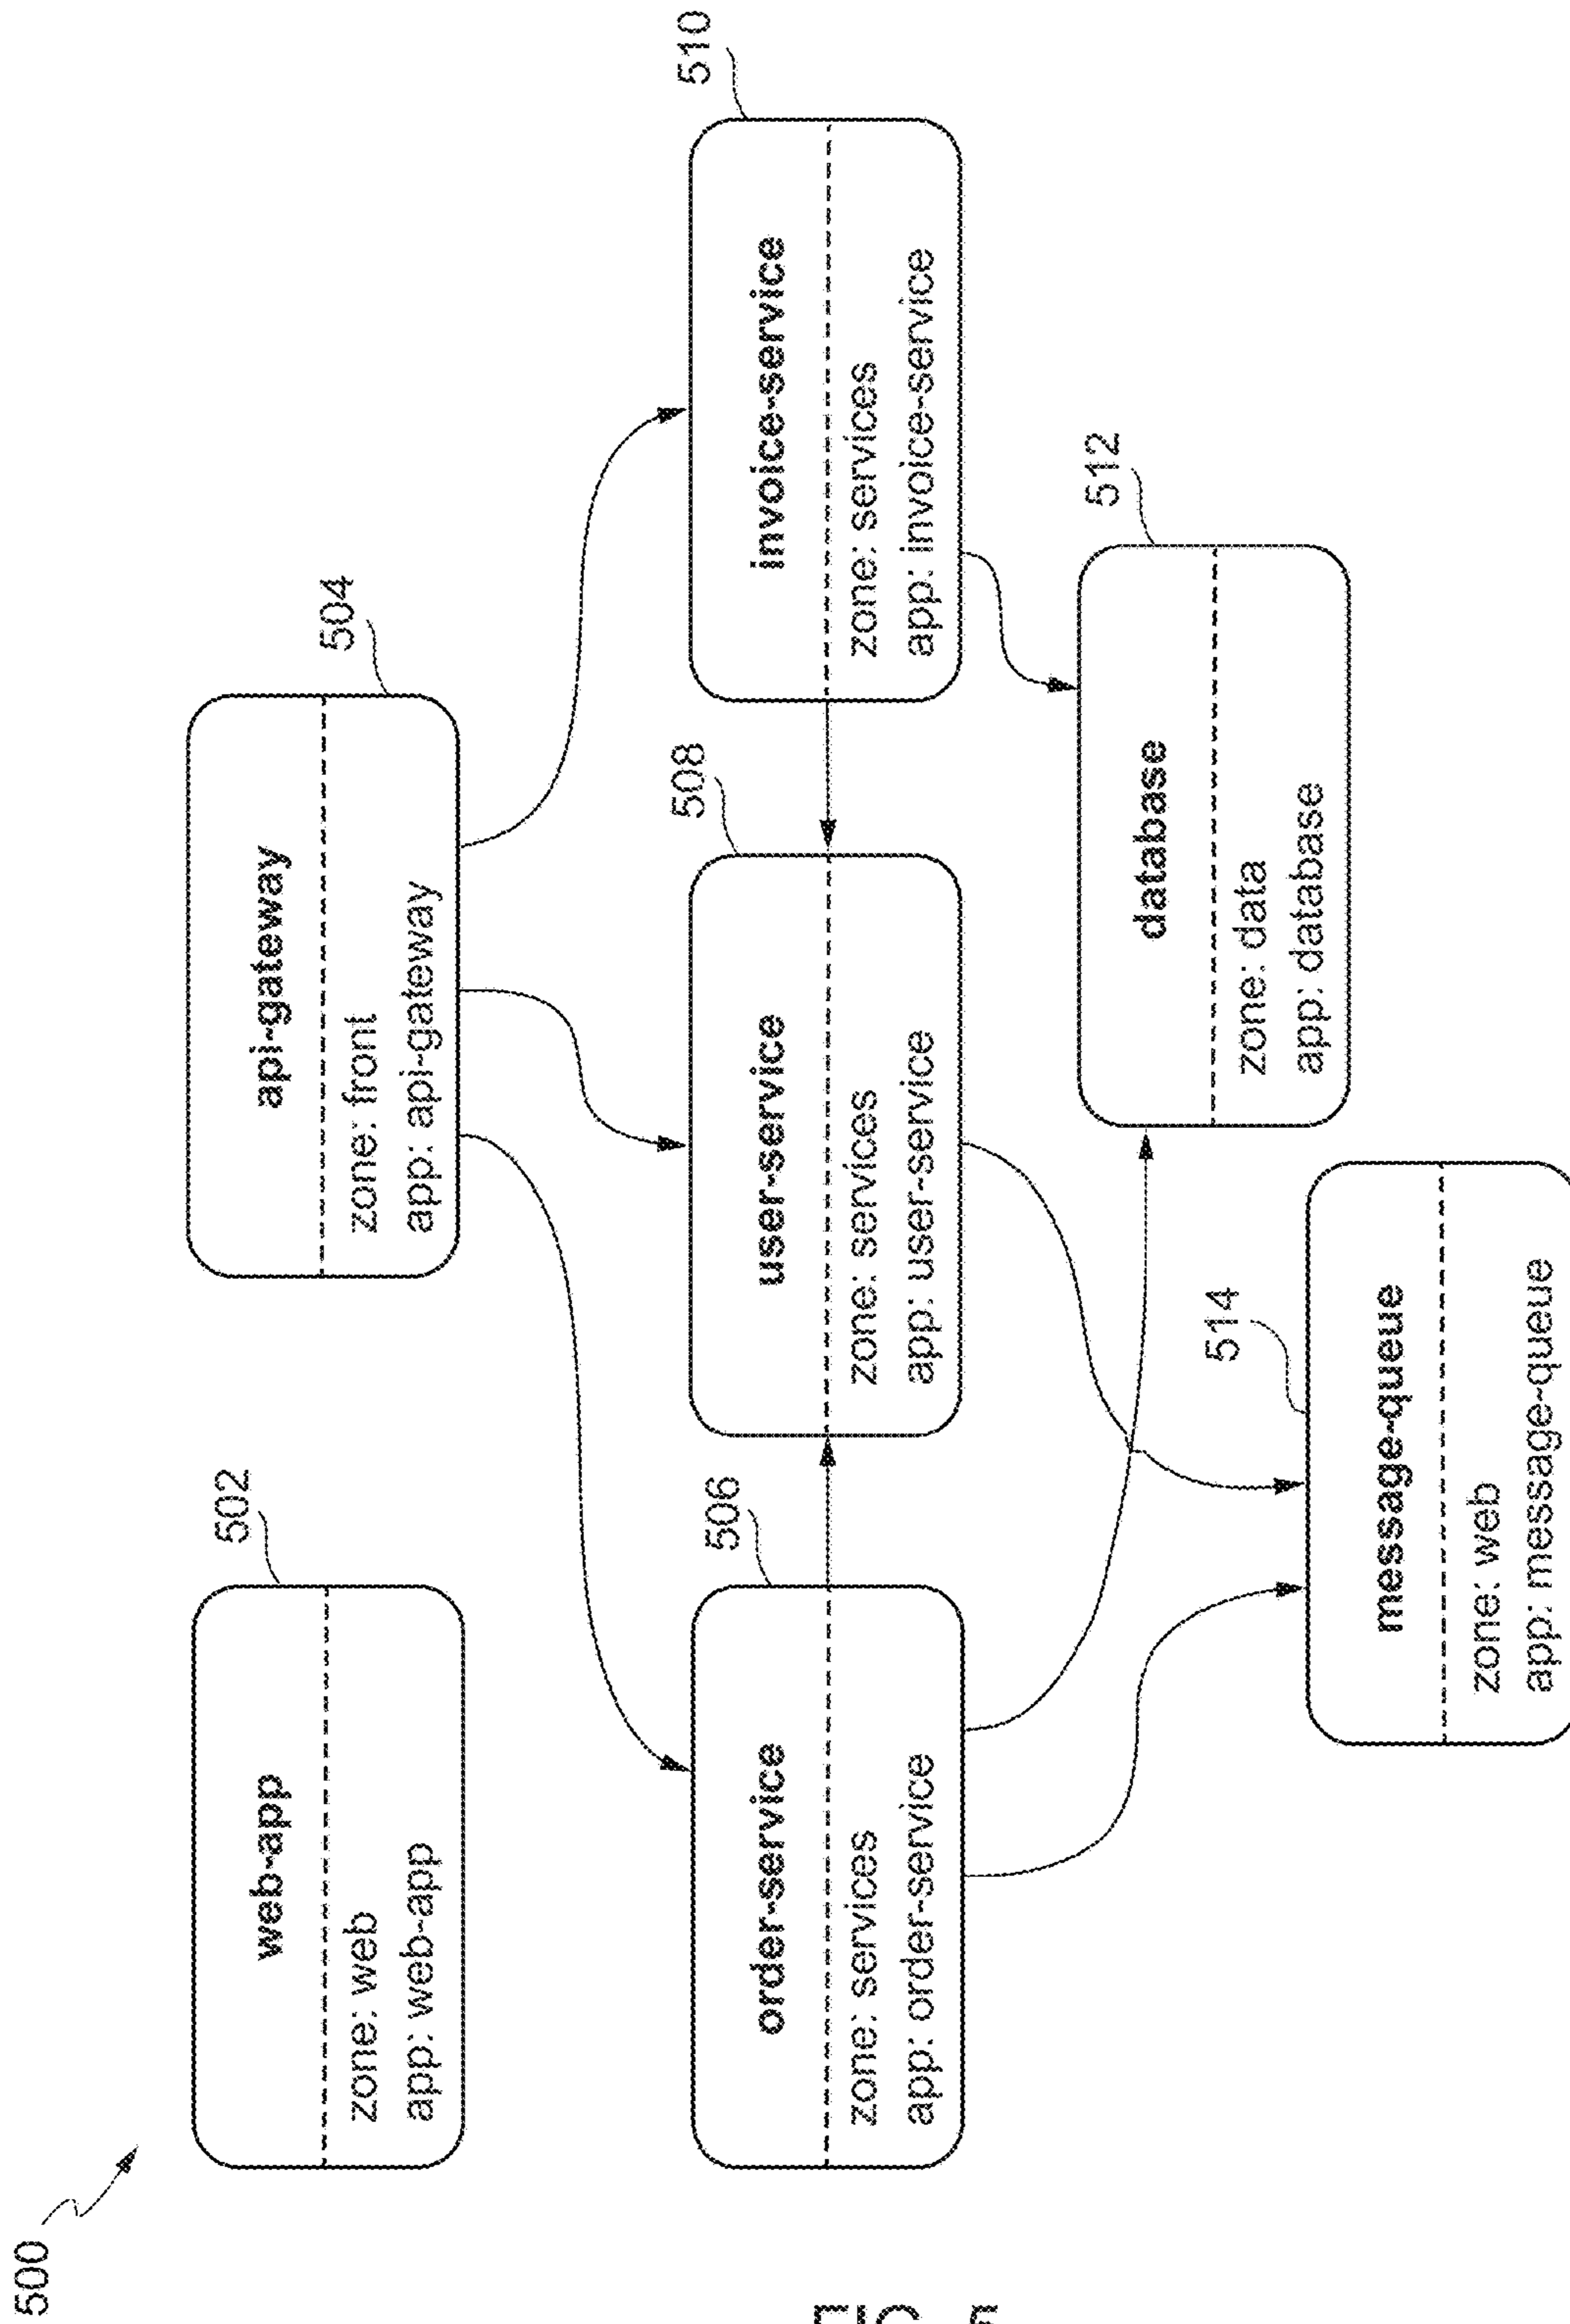 500
web-app
zone: web
app: web-app
502
api-gateway
zone: front
app: api-gateway
504
order-service
zone: services
app: order-service
506
user-service
zone: services
app: user-service
508
invoice-service
zone: services
app: invoice-service
510
database
zone: data
app: database
512
message-queue
zone: web
app: message-queue
514
FIG. 5